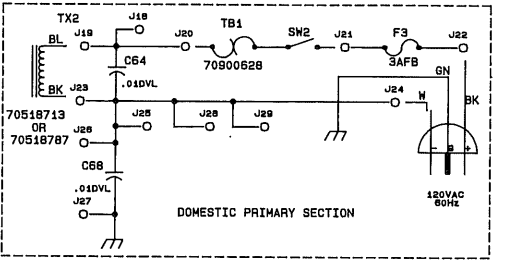 TX2
J18
TB1
J19
J20
SW2
J21
F3
J22
BL
C64
70900628
3AFB
GN
.01DVL
BK
J23
J24
W
BK
70518713
OR
70518787
J25
J28
J29
J26
C68
- G +
.01DVL
120VAC
60Hz
J27
DOMESTIC PRIMARY SECTION